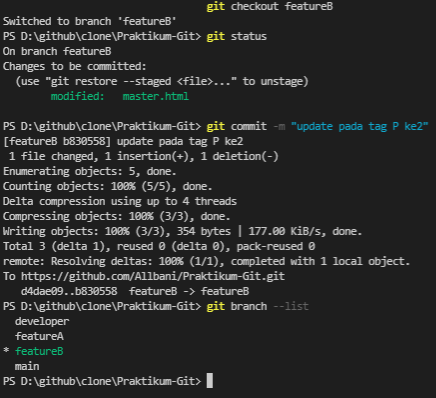 git checkout featureB
Switched to branch 'featureB'
PS D:\github\clone\Praktikum-Git> git status
On branch featureB
Changes to be committed:
  (use "git restore --staged <file>..." to unstage)
        modified:   master.html

PS D:\github\clone\Praktikum-Git> git commit -m "update pada tag P ke2"
[featureB b830558] update pada tag P ke2
 1 file changed, 1 insertion(+), 1 deletion(-)
Enumerating objects: 5, done.
Counting objects: 100% (5/5), done.
Delta compression using up to 4 threads
Compressing objects: 100% (3/3), done.
Writing objects: 100% (3/3), 354 bytes | 177.00 KiB/s, done.
Total 3 (delta 1), reused 0 (delta 0), pack-reused 0
remote: Resolving deltas: 100% (1/1), completed with 1 local object.
To https://github.com/Allbani/Praktikum-Git.git
   d4dae09..b830558  featureB -> featureB
PS D:\github\clone\Praktikum-Git> git branch --list
  developer
  featureA
* featureB
  main
PS D:\github\clone\Praktikum-Git>